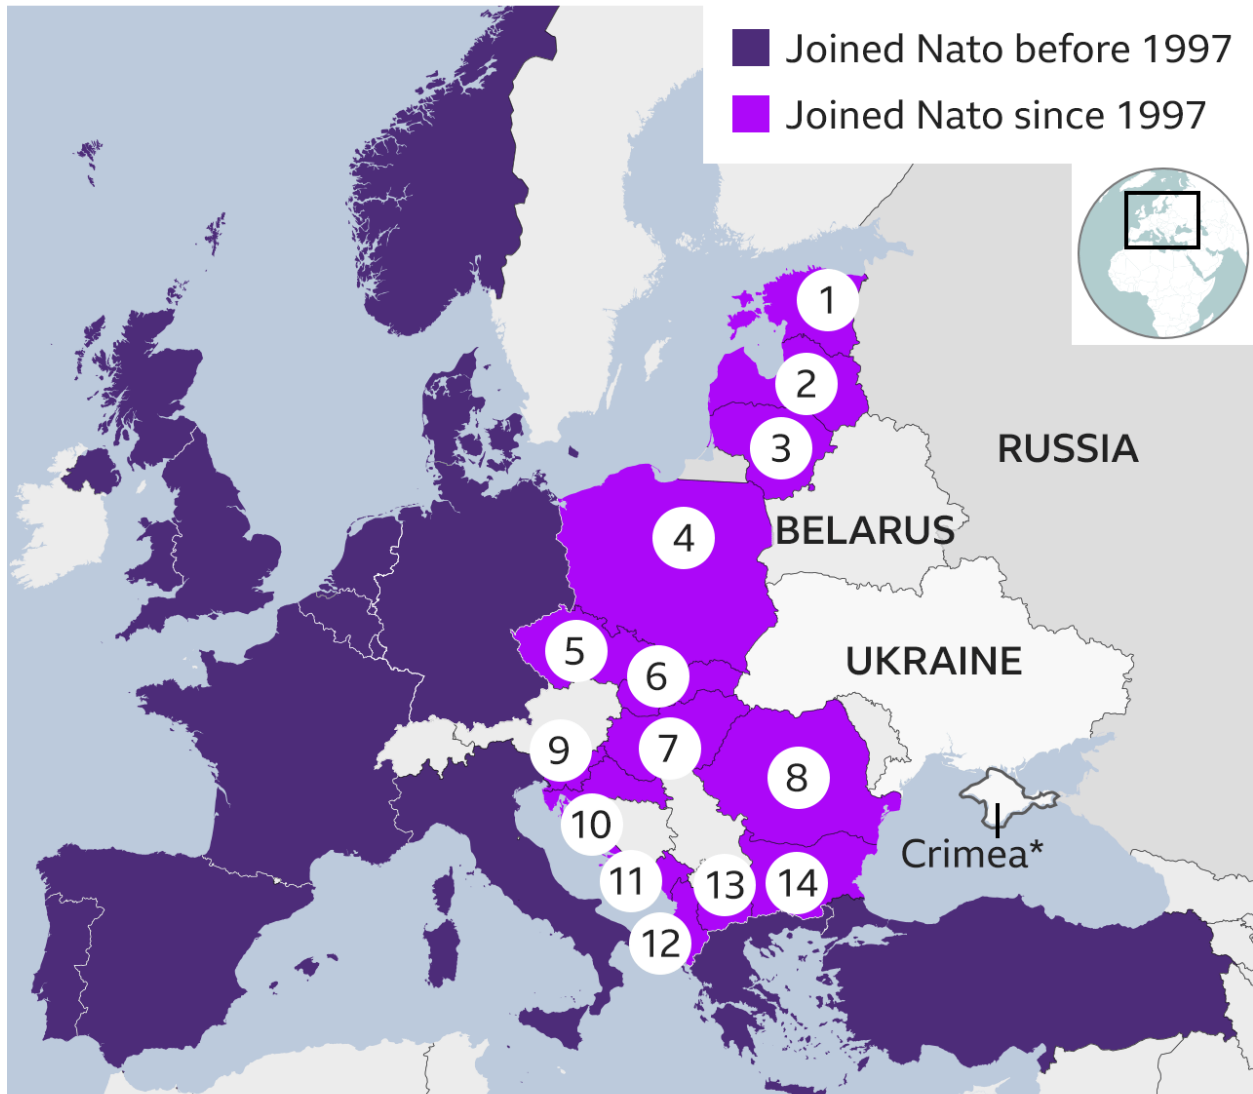 Joined Nato before 1997
Joined Nato since 1997
1
2
3
RUSSIA
4
BELARUS
5
6
UKRAINE
7
9
8
10
Crimea*
11
13
14
12